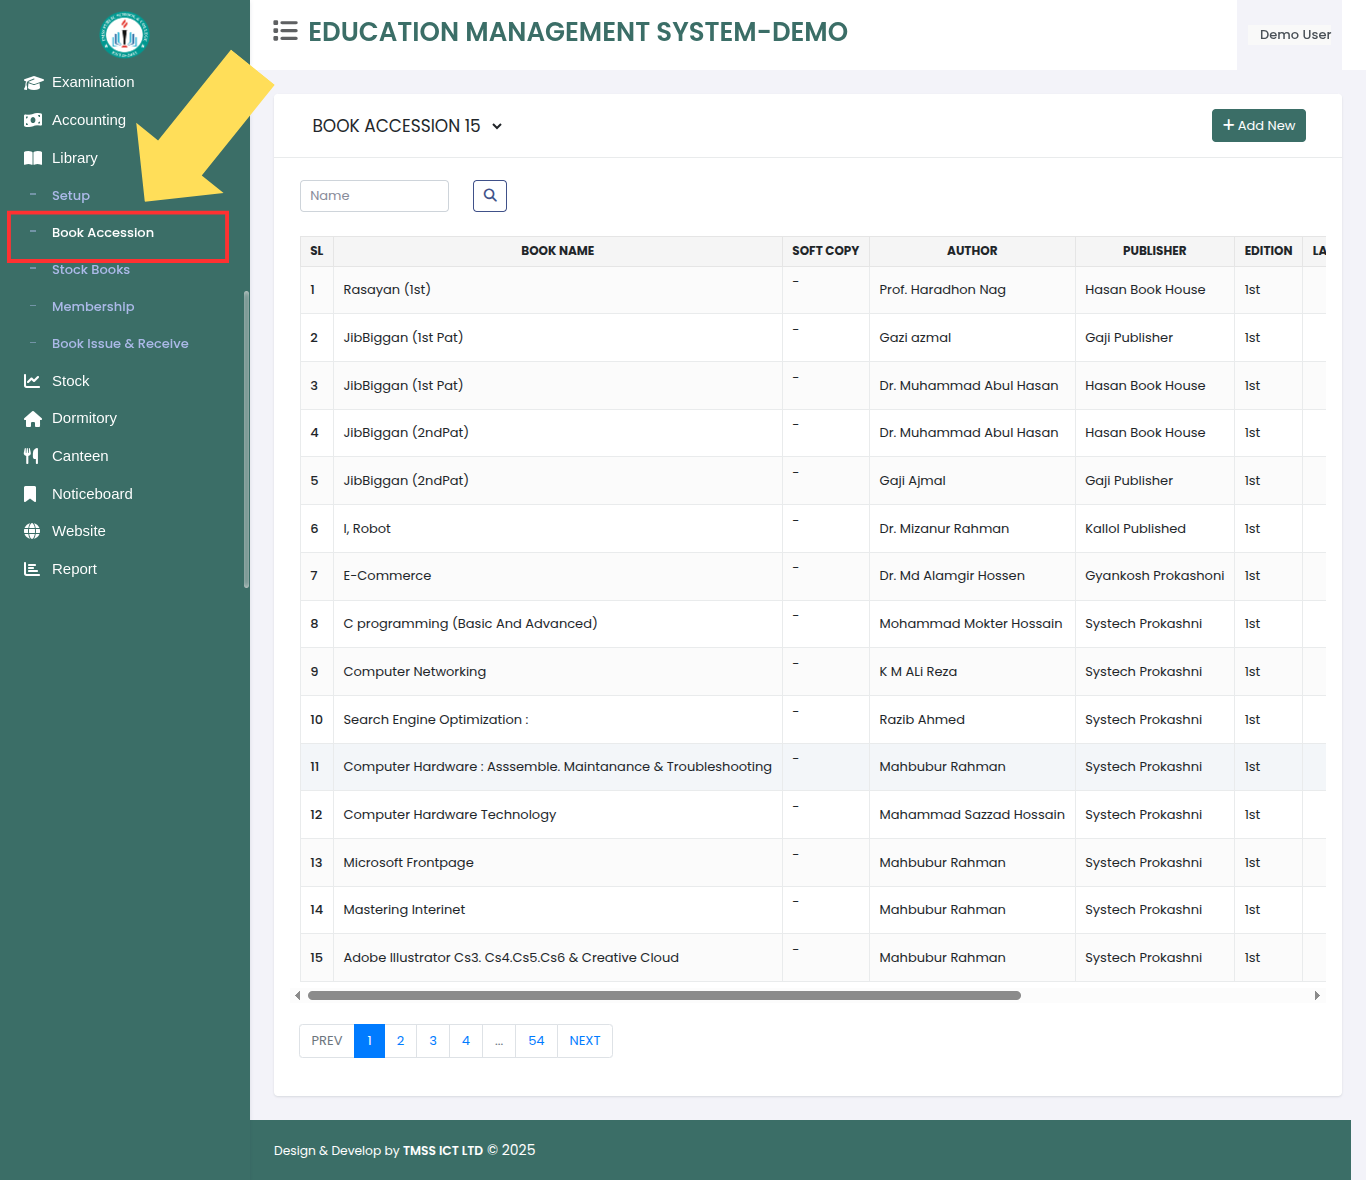 EDUCATION MANAGEMENT SYSTEM-DEMO
Demo User
Examination
Accounting
Library
- Setup
- Book Accession
- Stock Books
- Membership
- Book Issue & Receive
Stock
Dormitory
Canteen
Noticeboard
Website
Report
BOOK ACCESSION 15
+ Add New
Name
SL BOOK NAME SOFT COPY AUTHOR PUBLISHER EDITION LA
1 Rasayan (1st) - Prof. Haradhon Nag Hasan Book House 1st
2 JibBiggan (1st Pat) - Gazi azmal Gaji Publisher 1st
3 JibBiggan (1st Pat) - Dr. Muhammad Abul Hasan Hasan Book House 1st
4 JibBiggan (2ndPat) - Dr. Muhammad Abul Hasan Hasan Book House 1st
5 JibBiggan (2ndPat) - Gaji Ajmal Gaji Publisher 1st
6 I, Robot - Dr. Mizanur Rahman Kallol Published 1st
7 E-Commerce - Dr. Md Alamgir Hossen Gyankosh Prokashoni 1st
8 C programming (Basic And Advanced) - Mohammad Mokter Hossain Systech Prokashni 1st
9 Computer Networking - K M ALi Reza Systech Prokashni 1st
10 Search Engine Optimization : - Razib Ahmed Systech Prokashni 1st
11 Computer Hardware : Asssemble. Maintanance & Troubleshooting - Mahbubur Rahman Systech Prokashni 1st
12 Computer Hardware Technology - Mahammad Sazzad Hossain Systech Prokashni 1st
13 Microsoft Frontpage - Mahbubur Rahman Systech Prokashni 1st
14 Mastering Interinet - Mahbubur Rahman Systech Prokashni 1st
15 Adobe Illustrator Cs3. Cs4.Cs5.Cs6 & Creative Cloud - Mahbubur Rahman Systech Prokashni 1st
PREV 1 2 3 4 ... 54 NEXT
Design & Develop by TMSS ICT LTD © 2025